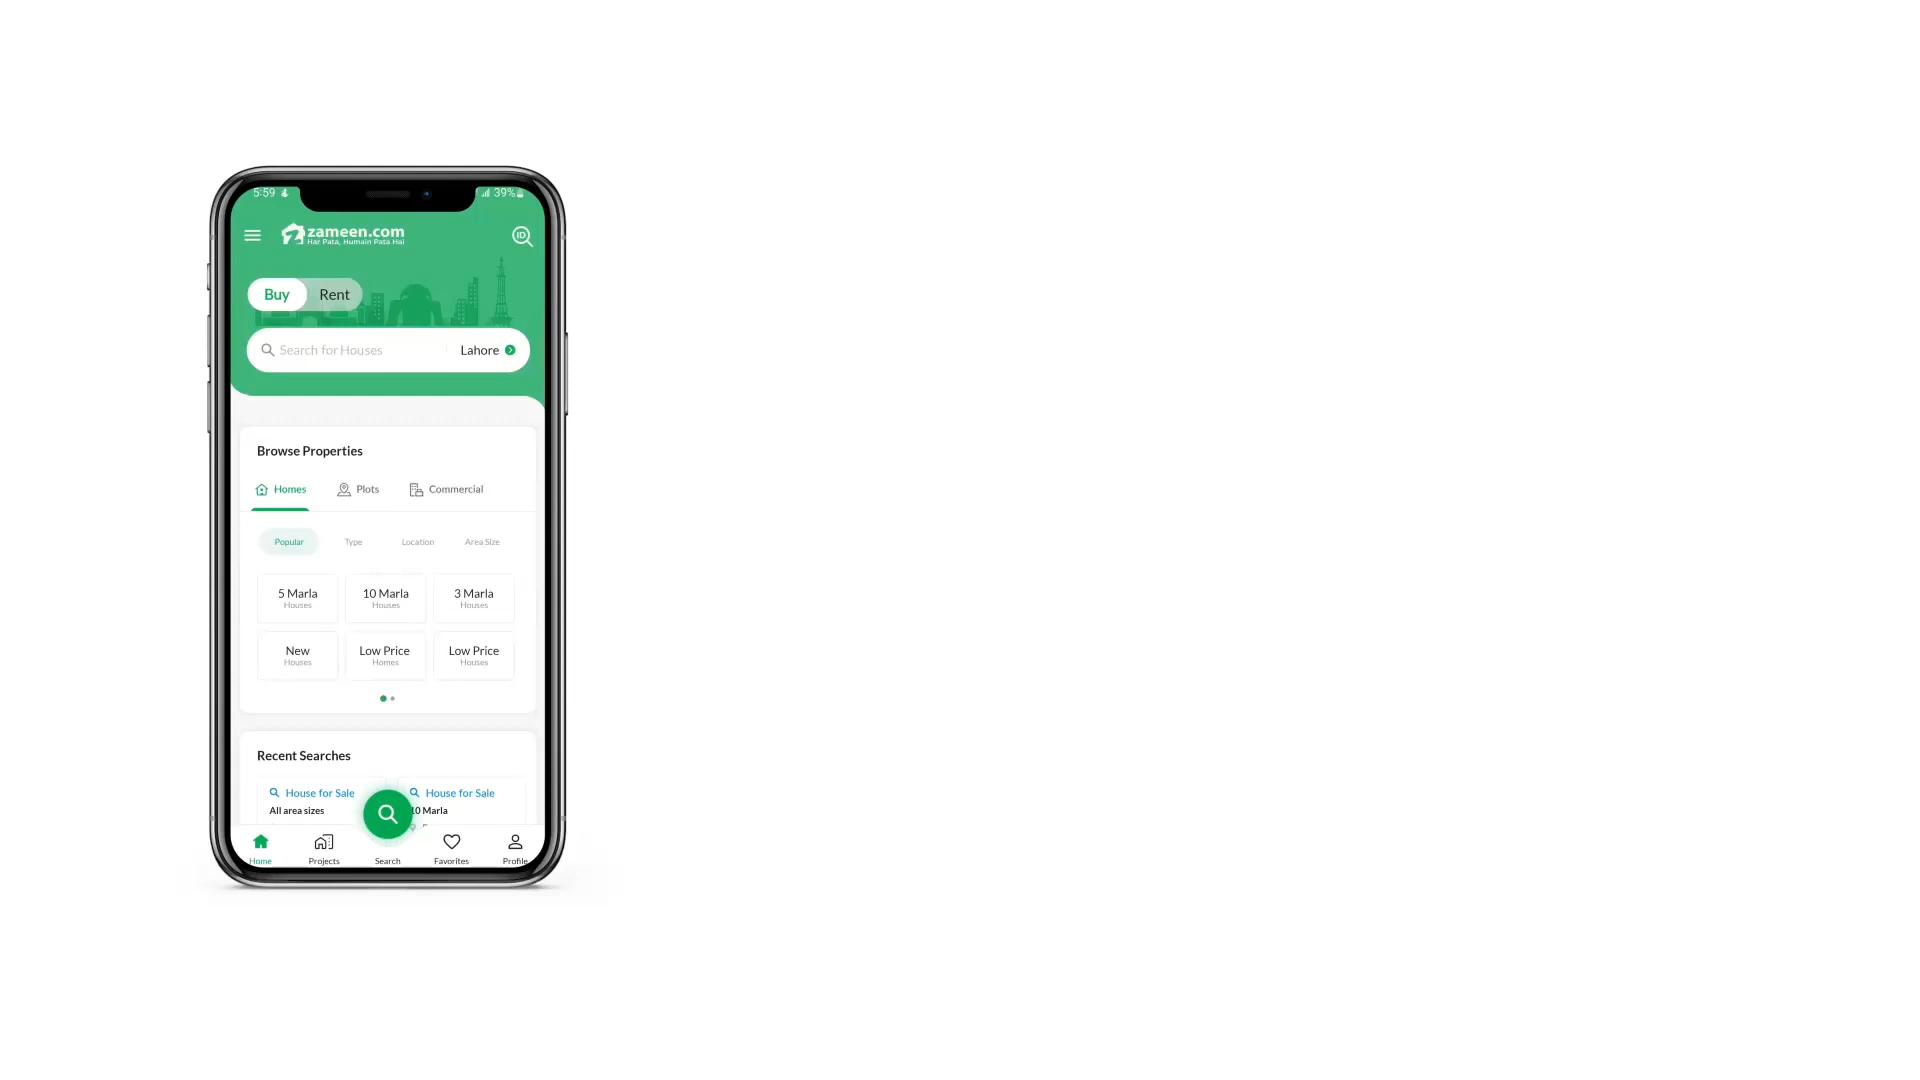 5:59
39%
zameen.com
Har Pata, Humain Pata Hai
ID
Buy
Rent
Search for Houses
Lahore
Browse Properties
Homes
Plots
Commercial
Popular
Type
Location
Area Size
5 Marla
Houses
10 Marla
Houses
3 Marla
Houses
New
Houses
Low Price
Homes
Low Price
Houses
Recent Searches
House for Sale
All area sizes
House for Sale
10 Marla
Home
Projects
Search
Favorites
Profile